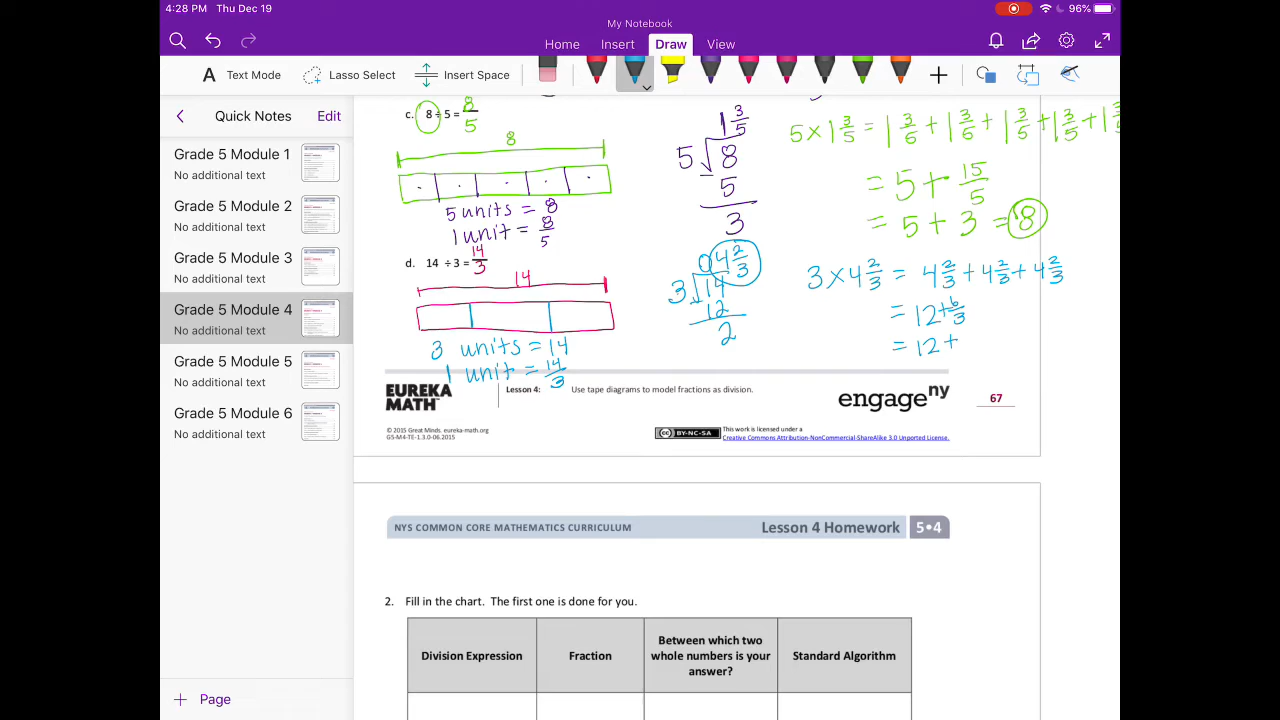 4:28 PM Thu Dec 19
96%
My Notebook
Home Insert Draw View
Text Mode Lasso Select Insert Space
Quick Notes Edit
Grade 5 Module 1
No additional text
Grade 5 Module 2
No additional text
Grade 5 Module 3
No additional text
Grade 5 Module 4
No additional text
Grade 5 Module 5
No additional text
Grade 5 Module 6
No additional text
Page
c. 8 ÷ 5 = 8/5
8
5 units = 8
1 unit = 8/5
1 3/5
5 √8
5
3
5 x 1 3/5 = 1 3/5 + 1 3/5 + 1 3/5 + 1 3/5 + 1 3/5
= 5 + 15/5
= 5 + 3 = 8
d. 14 ÷ 3 = 14/3
14
3 units = 14
1 unit = 14/3
04 2/3
3 √14
12
2
3 x 4 2/3 = 4 2/3 + 4 2/3 + 4 2/3
= 12 + 6/3
= 12 +
EUREKA
MATH™
Lesson 4: Use tape diagrams to model fractions as division.
engageny
67
© 2015 Great Minds. eureka-math.org
G5-M4-TE-1.3.0-06.2015
CC BY-NC-SA
This work is licensed under a
Creative Commons Attribution-NonCommercial-ShareAlike 3.0 Unported License.
NYS COMMON CORE MATHEMATICS CURRICULUM
Lesson 4 Homework 5•4
2. Fill in the chart. The first one is done for you.
Division Expression
Fraction
Between which two
whole numbers is your
answer?
Standard Algorithm